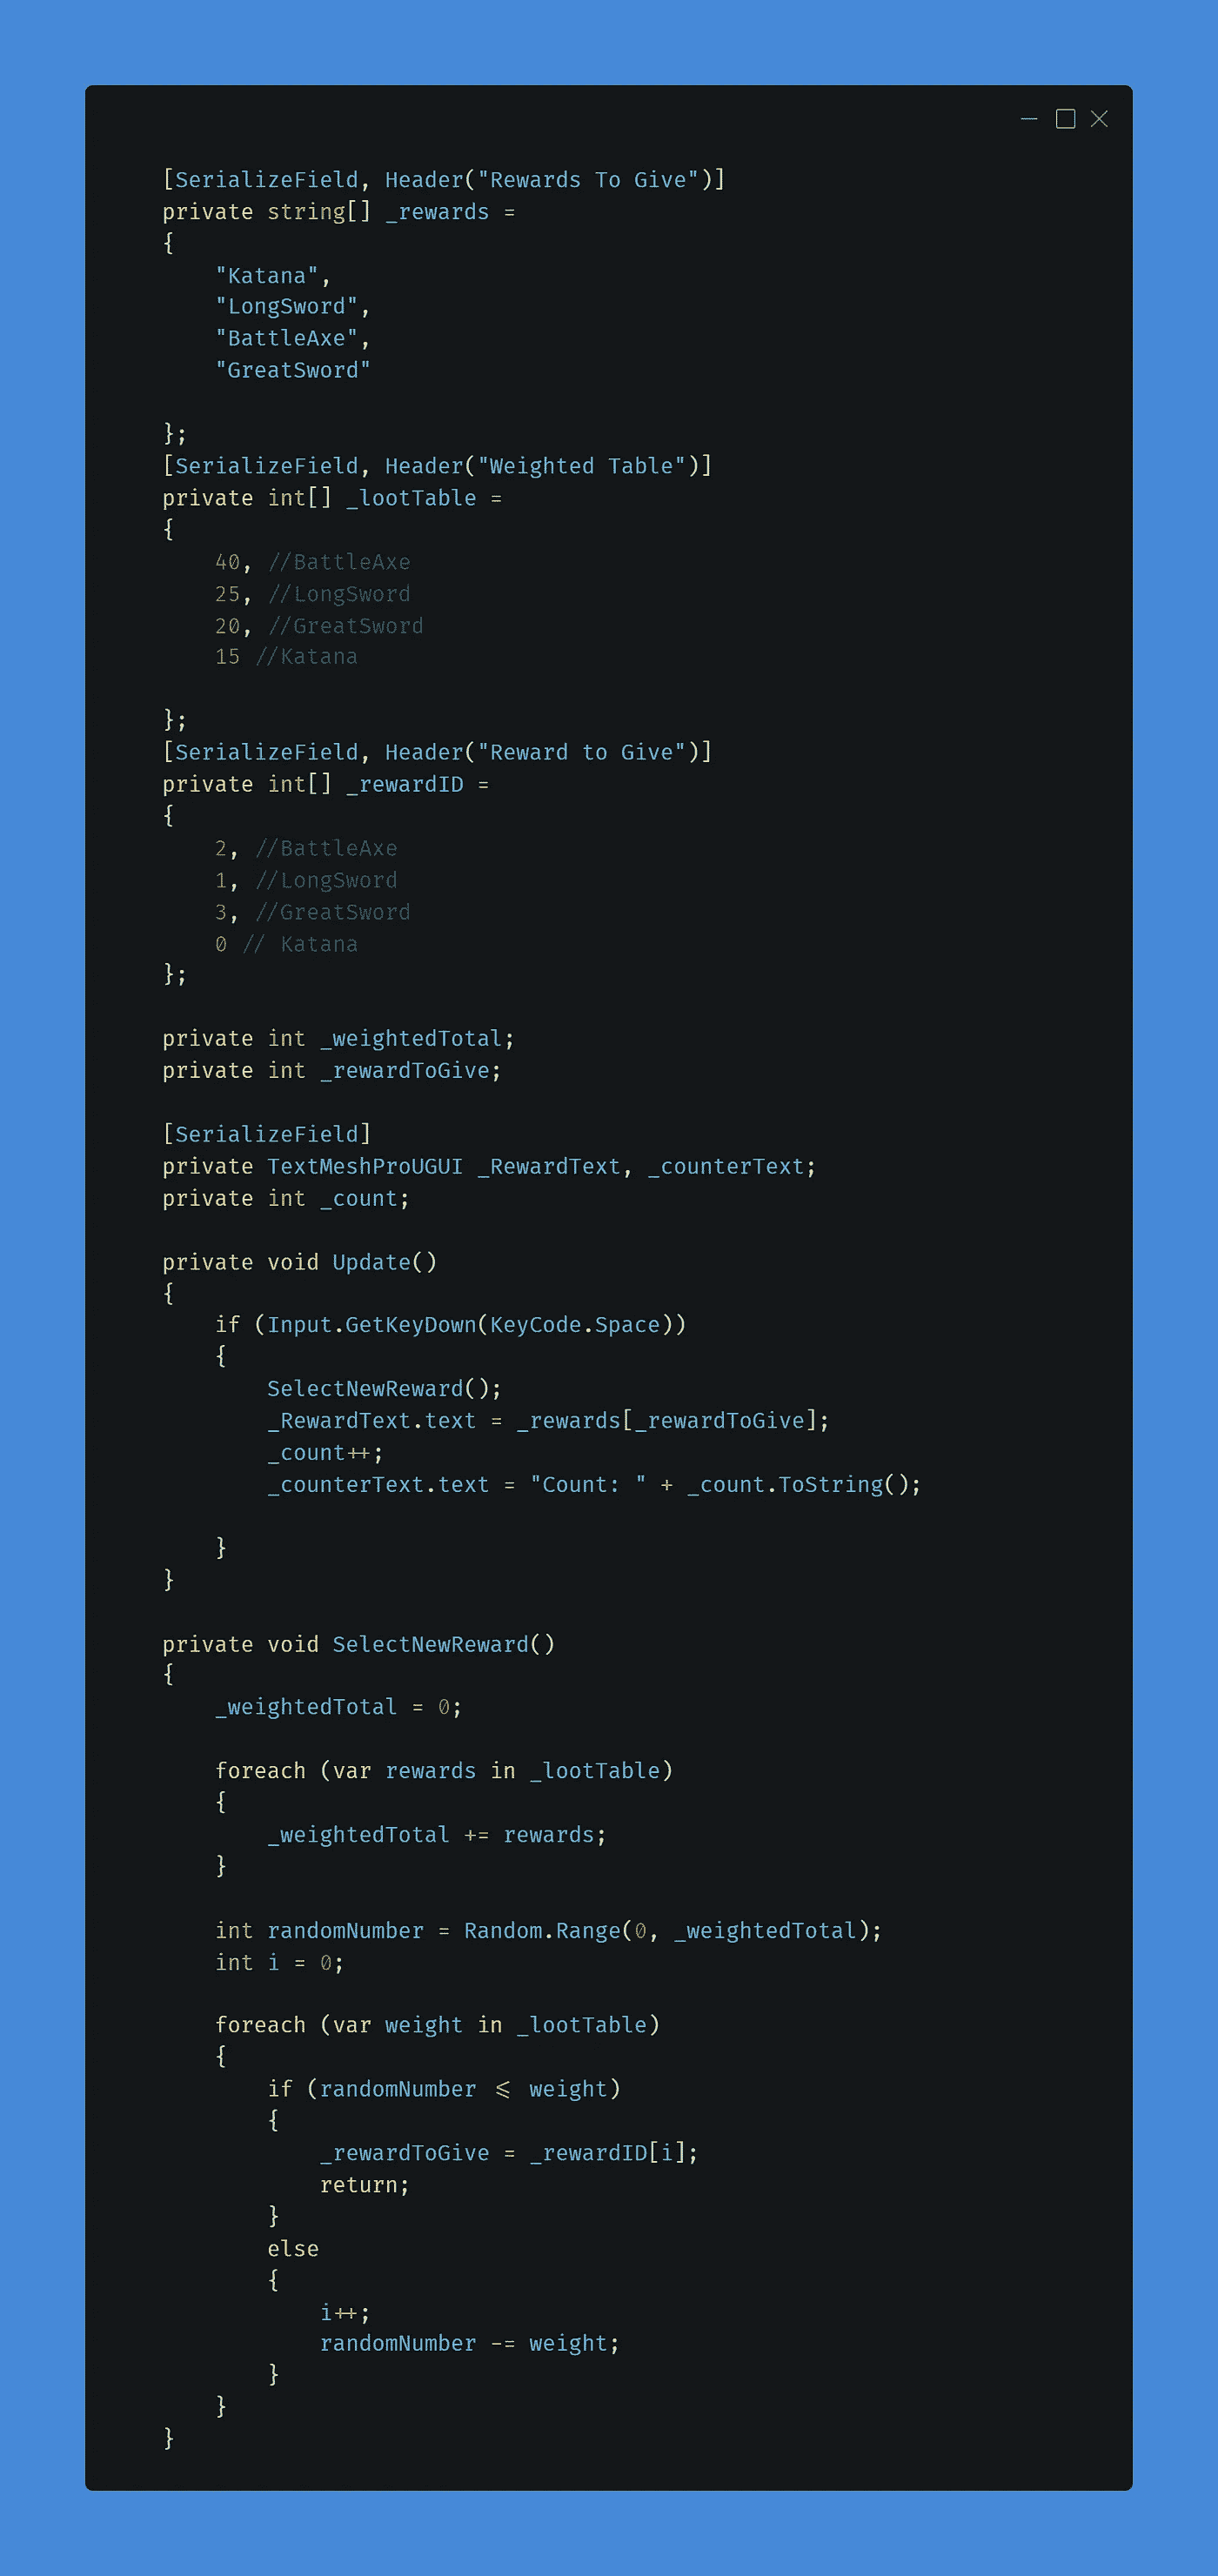 [SerializeField, Header("Rewards To Give")]
private string[] _rewards =
{
    "Katana",
    "LongSword",
    "BattleAxe",
    "GreatSword"

};
[SerializeField, Header("Weighted Table")]
private int[] _lootTable =
{
    40, //BattleAxe
    25, //LongSword
    20, //GreatSword
    15 //Katana

};
[SerializeField, Header("Reward to Give")]
private int[] _rewardID =
{
    2, //BattleAxe
    1, //LongSword
    3, //GreatSword
    0 // Katana
};

private int _weightedTotal;
private int _rewardToGive;

[SerializeField]
private TextMeshProUGUI _RewardText, _counterText;
private int _count;

private void Update()
{
    if (Input.GetKeyDown(KeyCode.Space))
    {
        SelectNewReward();
        _RewardText.text = _rewards[_rewardToGive];
        _count++;
        _counterText.text = "Count: " + _count.ToString();

    }
}

private void SelectNewReward()
{
    _weightedTotal = 0;

    foreach (var rewards in _lootTable)
    {
        _weightedTotal += rewards;
    }

    int randomNumber = Random.Range(0, _weightedTotal);
    int i = 0;

    foreach (var weight in _lootTable)
    {
        if (randomNumber <= weight)
        {
            _rewardToGive = _rewardID[i];
            return;
        }
        else
        {
            i++;
            randomNumber -= weight;
        }
    }
}